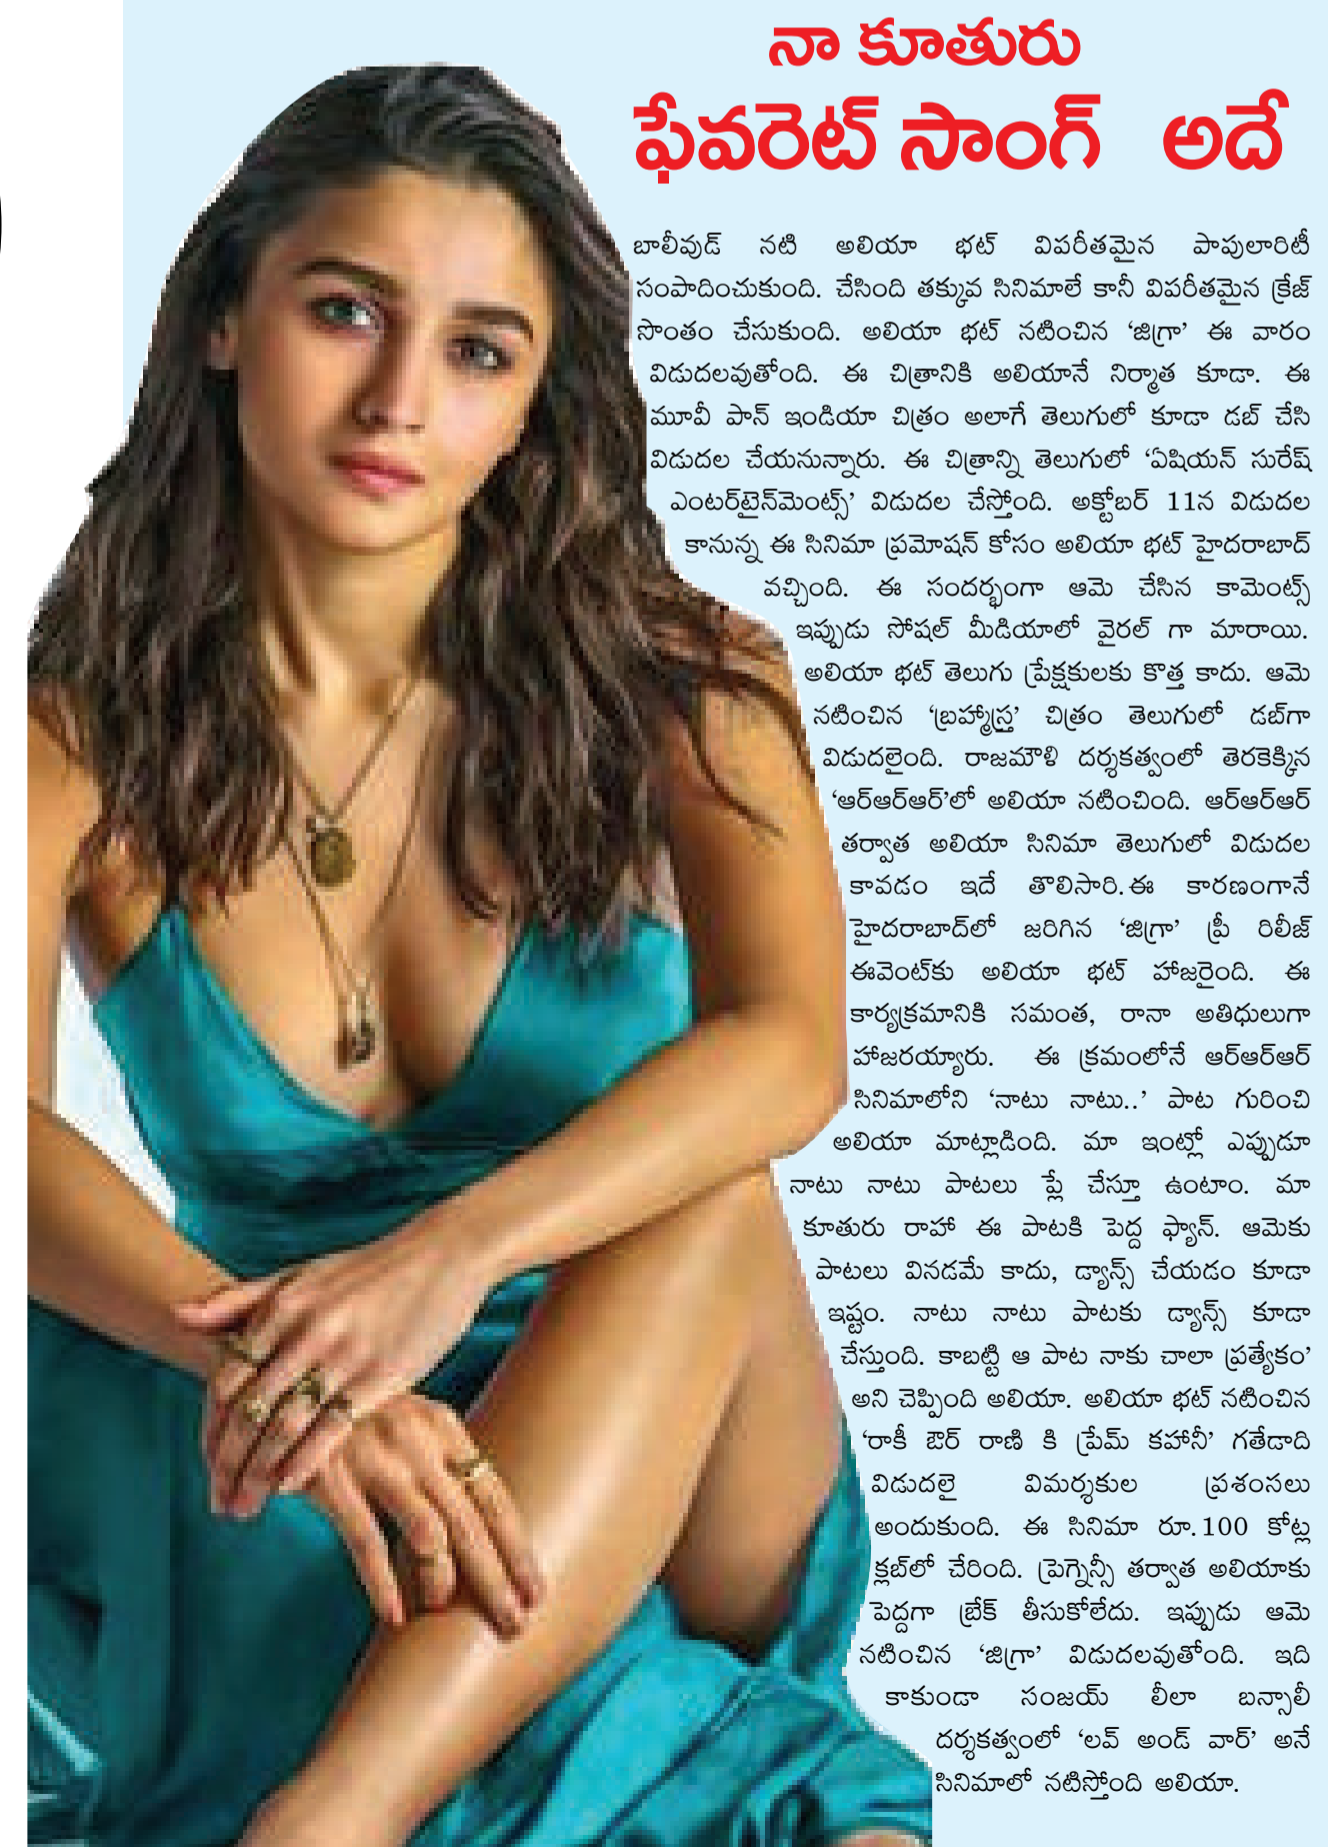 నా కూతురు
ఫేవరెట్ సాంగ్ అదే
బాలీవుడ్ నటి అలియా భట్ విపరీతమైన పాపులారిటీ
సంపాదించుకుంది. చేసింది తక్కువ సినిమాలే కానీ విపరీతమైన క్రేజ్
సొంతం చేసుకుంది. అలియా భట్ నటించిన ‘జిగ్రా’ ఈ వారం
విడుదలవుతోంది. ఈ చిత్రానికి అలియానే నిర్మాత కూడా. ఈ
మూవీ పాన్ ఇండియా చిత్రం అలాగే తెలుగులో కూడా డబ్ చేసి
విడుదల చేయనున్నారు. ఈ చిత్రాన్ని తెలుగులో ‘ఏషియన్ సురేష్
ఎంటర్‌టైన్‌మెంట్స్’ విడుదల చేస్తోంది. అక్టోబర్ 11న విడుదల
కానున్న ఈ సినిమా ప్రమోషన్ కోసం అలియా భట్ హైదరాబాద్
వచ్చింది. ఈ సందర్భంగా ఆమె చేసిన కామెంట్స్
ఇప్పుడు సోషల్ మీడియాలో వైరల్ గా మారాయి.
అలియా భట్ తెలుగు ప్రేక్షకులకు కొత్త కాదు. ఆమె
నటించిన ‘బ్రహ్మాస్త్ర’ చిత్రం తెలుగులో డబ్‌గా
విడుదలైంది. రాజమౌళి దర్శకత్వంలో తెరకెక్కిన
‘ఆర్ఆర్ఆర్’లో అలియా నటించింది. ఆర్ఆర్ఆర్
తర్వాత అలియా సినిమా తెలుగులో విడుదల
కావడం ఇదే తొలిసారి.ఈ కారణంగానే
హైదరాబాద్‌లో జరిగిన ‘జిగ్రా’ ప్రీ రిలీజ్
ఈవెంట్‌కు అలియా భట్ హాజరైంది. ఈ
కార్యక్రమానికి సమంత, రానా అతిధులుగా
హాజరయ్యారు. ఈ క్రమంలోనే ఆర్ఆర్ఆర్
సినిమాలోని ‘నాటు నాటు..’ పాట గురించి
అలియా మాట్లాడింది. మా ఇంట్లో ఎప్పుడూ
నాటు నాటు పాటలు ప్లే చేస్తూ ఉంటాం. మా
కూతురు రాహా ఈ పాటకి పెద్ద ఫ్యాన్. ఆమెకు
పాటలు వినడమే కాదు, డ్యాన్స్ చేయడం కూడా
ఇష్టం. నాటు నాటు పాటకు డ్యాన్స్ కూడా
చేస్తుంది. కాబట్టి ఆ పాట నాకు చాలా ప్రత్యేకం’
అని చెప్పింది అలియా. అలియా భట్ నటించిన
‘రాకీ ఔర్ రాణి కి ప్రేమ్ కహానీ’ గతేడాది
విడుదలై విమర్శకుల ప్రశంసలు
అందుకుంది. ఈ సినిమా రూ.100 కోట్ల
క్లబ్‌లో చేరింది. ప్రెగ్నెన్సీ తర్వాత అలియాకు
పెద్దగా బ్రేక్ తీసుకోలేదు. ఇప్పుడు ఆమె
నటించిన ‘జిగ్రా’ విడుదలవుతోంది. ఇది
కాకుండా సంజయ్ లీలా బన్సాలీ
దర్శకత్వంలో ‘లవ్ అండ్ వార్’ అనే
సినిమాలో నటిస్తోంది అలియా.